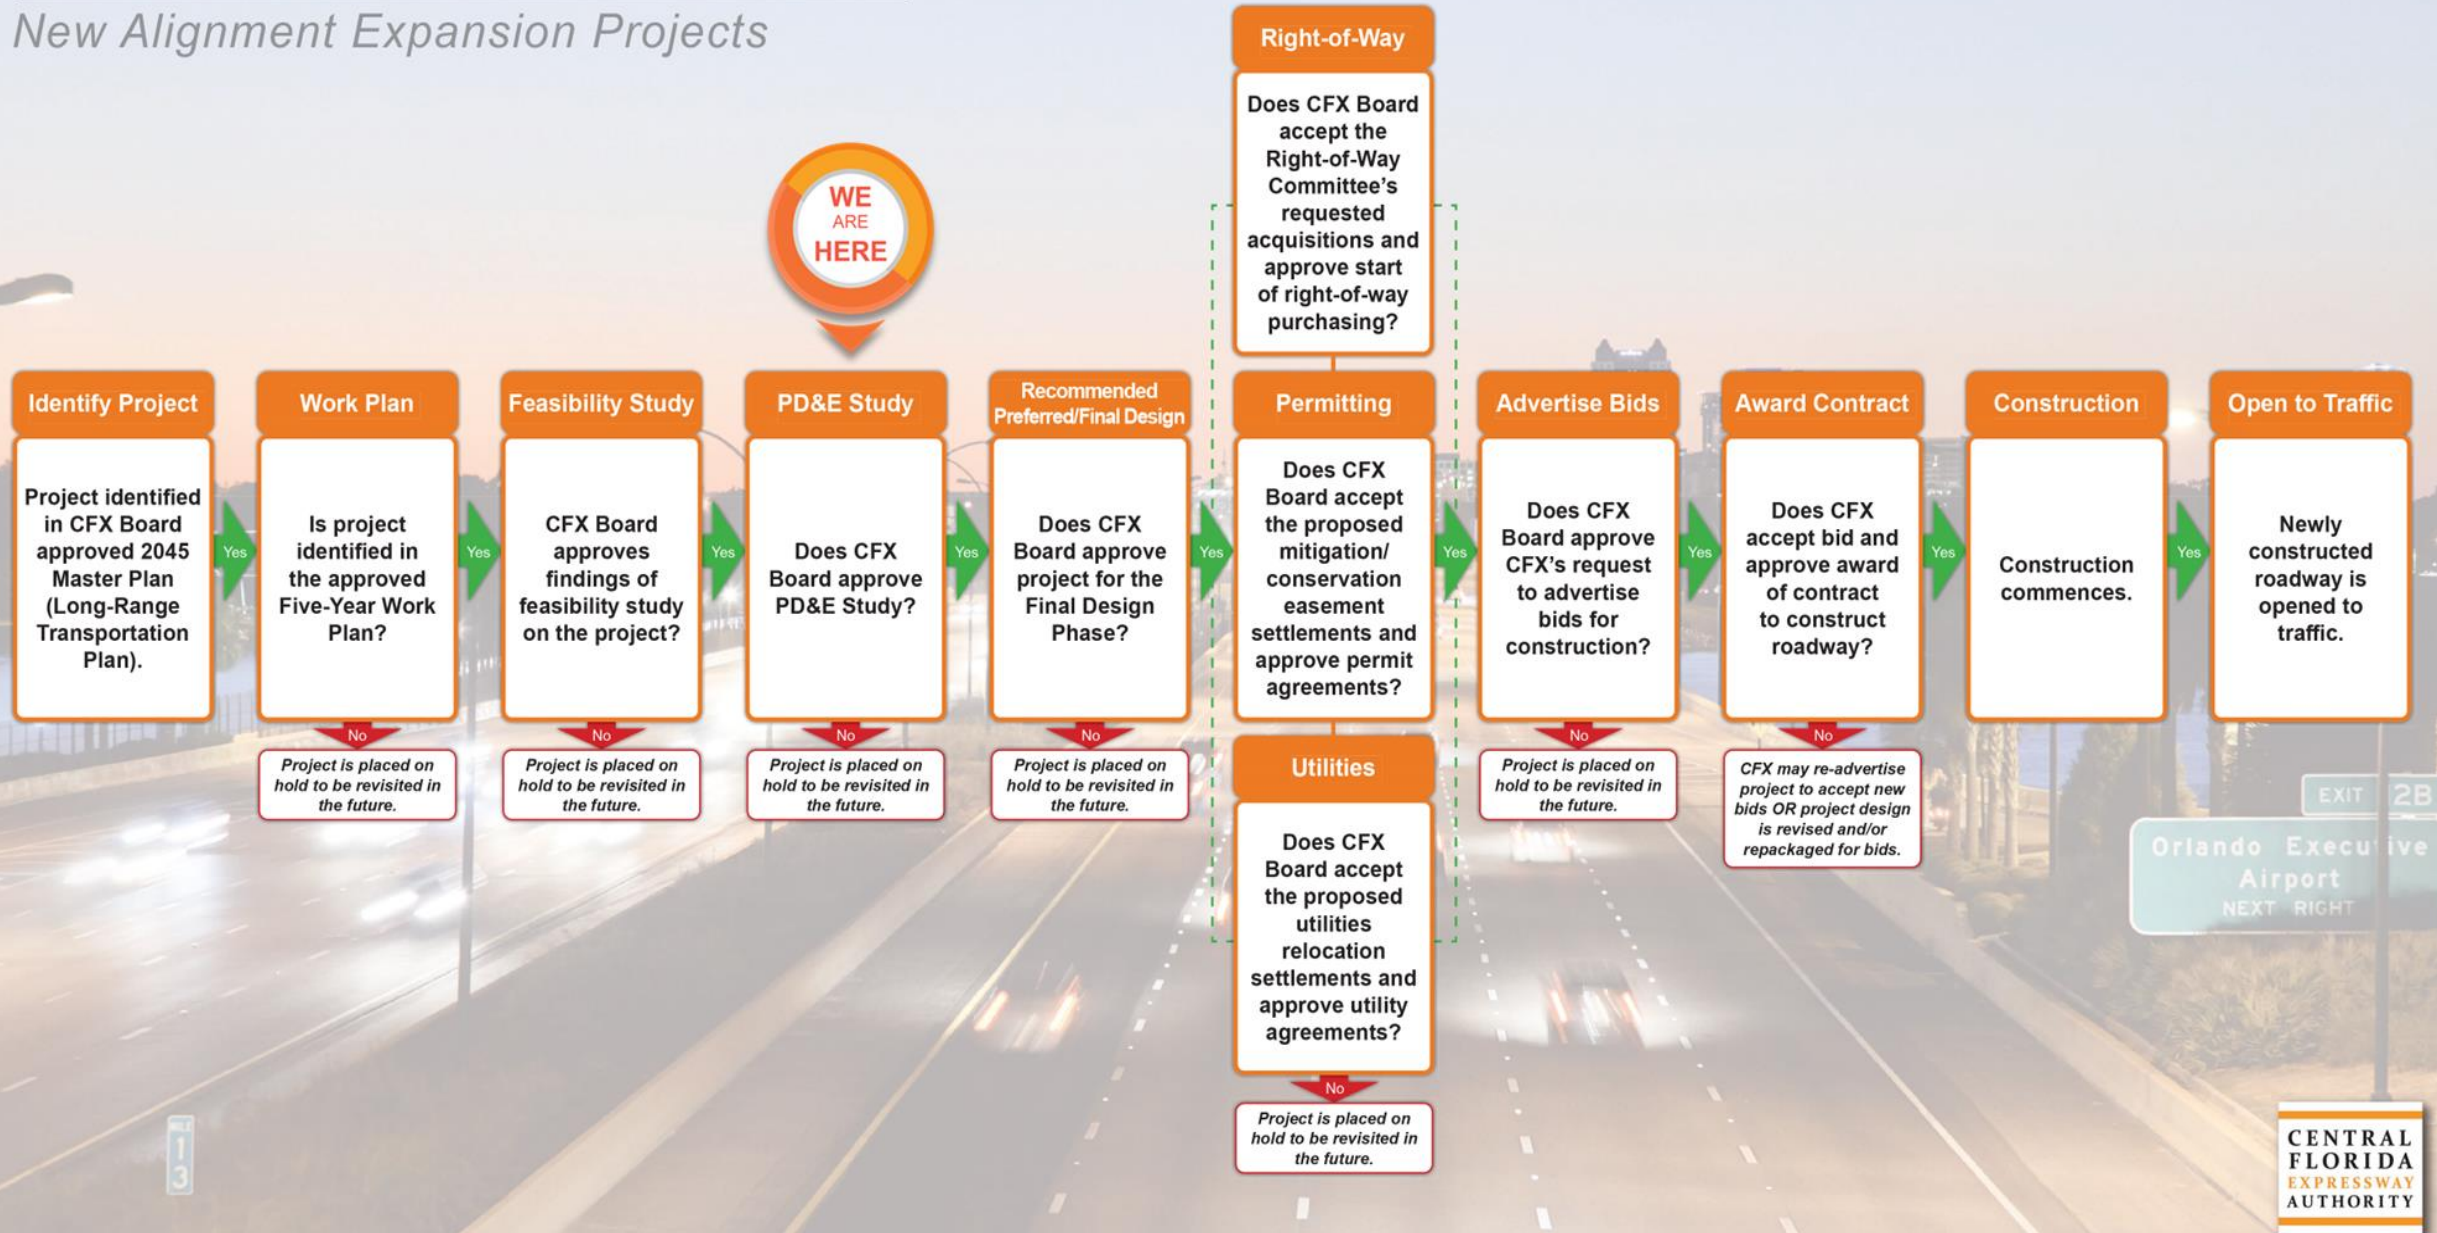 New Alignment Expansion Projects
Right-of-Way
Does CFX Board
accept the
Right-of-Way
Committee's
requested
acquisitions and
approve start
of right-of-way
purchasing?
WE
ARE
HERE
Identify Project
Project identified
in CFX Board
approved 2045
Master Plan
(Long-Range
Transportation
Plan).
Yes
Work Plan
Is project
identified in
the approved
Five-Year Work
Plan?
No
Project is placed on
hold to be revisited in
the future.
Yes
Feasibility Study
CFX Board
approves
findings of
feasibility study
on the project?
No
Project is placed on
hold to be revisited in
the future.
Yes
PD&E Study
Does CFX
Board approve
PD&E Study?
No
Project is placed on
hold to be revisited in
the future.
Yes
Recommended
Preferred/Final Design
Does CFX
Board approve
project for the
Final Design
Phase?
No
Project is placed on
hold to be revisited in
the future.
Yes
Permitting
Does CFX
Board accept
the proposed
mitigation/
conservation
easement
settlements and
approve permit
agreements?
Utilities
Does CFX
Board accept
the proposed
utilities
relocation
settlements and
approve utility
agreements?
No
Project is placed on
hold to be revisited in
the future.
Yes
Advertise Bids
Does CFX
Board approve
CFX's request
to advertise
bids for
construction?
No
Project is placed on
hold to be revisited in
the future.
Yes
Award Contract
Does CFX
accept bid and
approve award
of contract
to construct
roadway?
No
CFX may re-advertise
project to accept new
bids OR project design
is revised and/or
repackaged for bids.
Yes
Construction
Construction
commences.
Yes
Open to Traffic
Newly
constructed
roadway is
opened to
traffic.
EXIT 2B
Orlando Executive
Airport
NEXT RIGHT
MILE
1
3
CENTRAL
FLORIDA
EXPRESSWAY
AUTHORITY